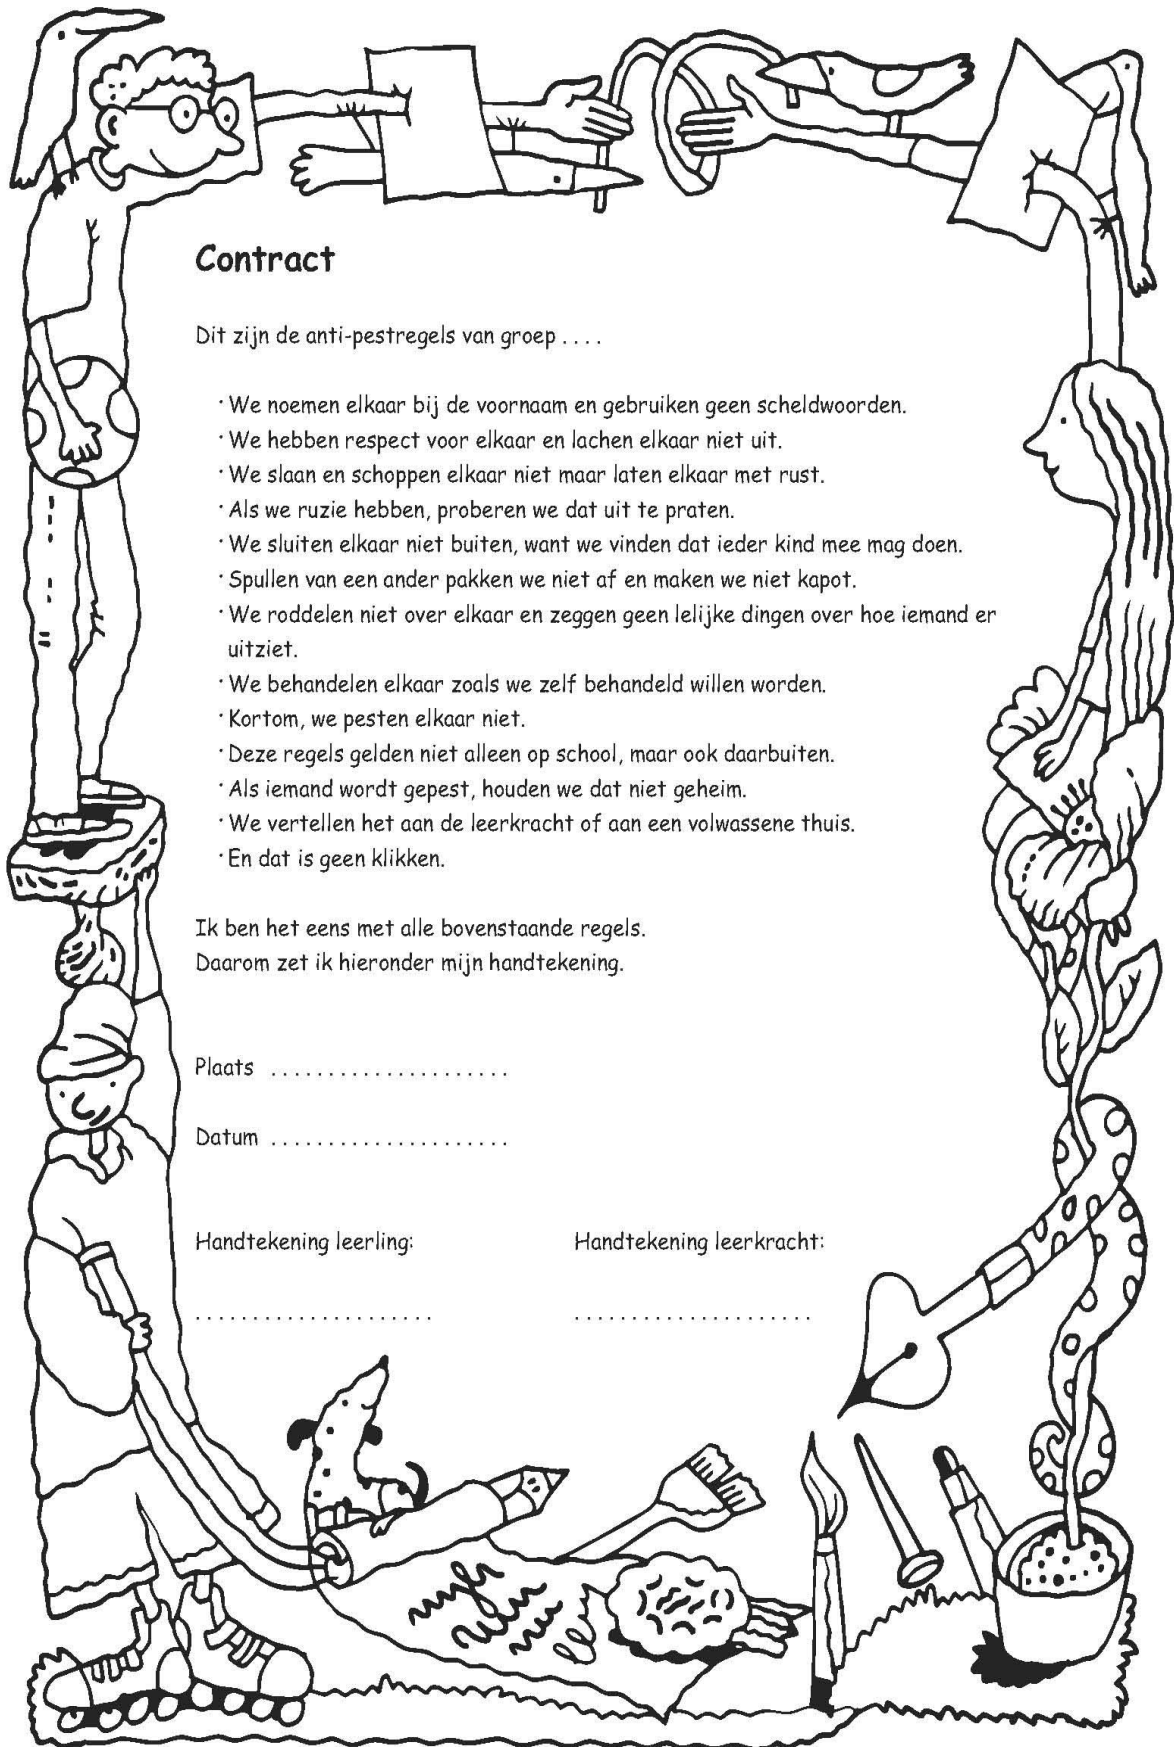 Contract
Dit zijn de anti-pestregels van groep . . . .
· We noemen elkaar bij de voornaam en gebruiken geen scheldwoorden.
· We hebben respect voor elkaar en lachen elkaar niet uit.
· We slaan en schoppen elkaar niet maar laten elkaar met rust.
· Als we ruzie hebben, proberen we dat uit te praten.
· We sluiten elkaar niet buiten, want we vinden dat ieder kind mee mag doen.
· Spullen van een ander pakken we niet af en maken we niet kapot.
· We roddelen niet over elkaar en zeggen geen lelijke dingen over hoe iemand er
uitziet.
· We behandelen elkaar zoals we zelf behandeld willen worden.
· Kortom, we pesten elkaar niet.
· Deze regels gelden niet alleen op school, maar ook daarbuiten.
· Als iemand wordt gepest, houden we dat niet geheim.
· We vertellen het aan de leerkracht of aan een volwassene thuis.
· En dat is geen klikken.
Ik ben het eens met alle bovenstaande regels.
Daarom zet ik hieronder mijn handtekening.
Plaats . . . . . . . . . . . . . . . . . . . . .
Datum . . . . . . . . . . . . . . . . . . . . .
Handtekening leerling: Handtekening leerkracht:
. . . . . . . . . . . . . . . . . . . . . . . . . . . . . . . . . . . . . . . . . .